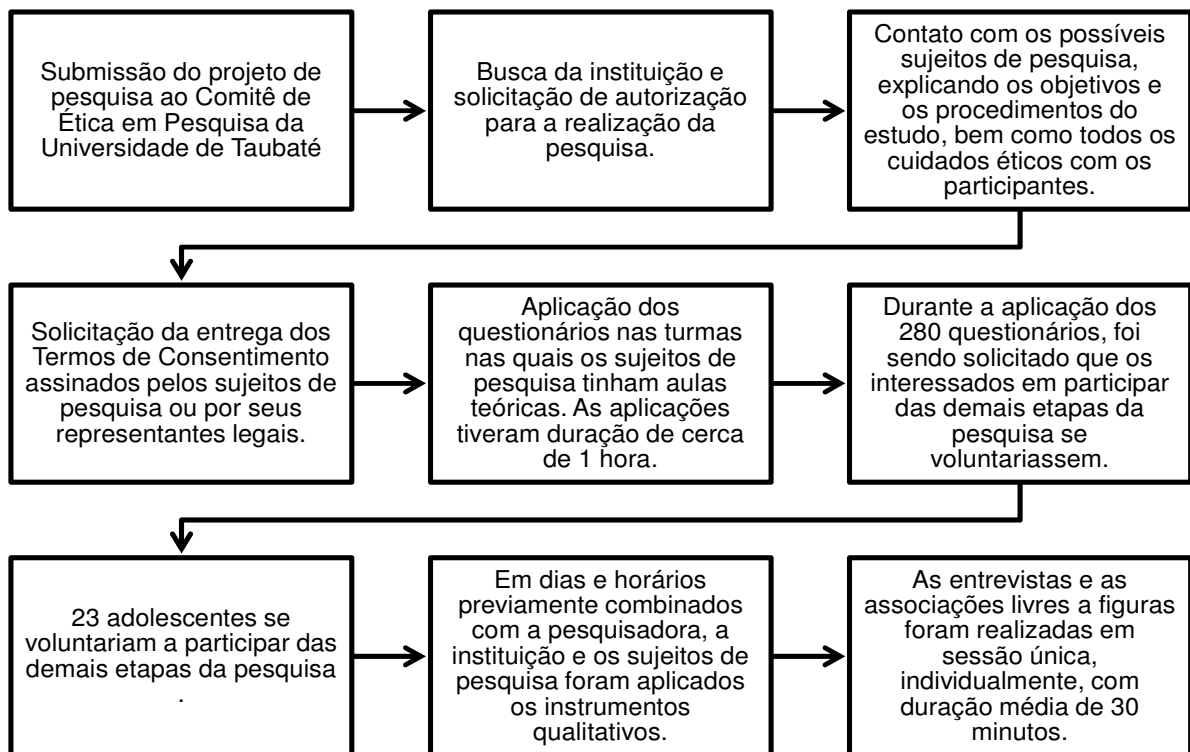 Submissão do projeto de
pesquisa ao Comitê de
Ética em Pesquisa da
Universidade de Taubaté
Busca da instituição e
solicitação de autorização
para a realização da
pesquisa.
Contato com os possíveis
sujeitos de pesquisa,
explicando os objetivos e
os procedimentos do
estudo, bem como todos os
cuidados éticos com os
participantes.
Solicitação da entrega dos
Termos de Consentimento
assinados pelos sujeitos de
pesquisa ou por seus
representantes legais.
Aplicação dos
questionários nas turmas
nas quais os sujeitos de
pesquisa tinham aulas
teóricas. As aplicações
tiveram duração de cerca
de 1 hora.
Durante a aplicação dos
280 questionários, foi
sendo solicitado que os
interessados em participar
das demais etapas da
pesquisa se
voluntariassem.
23 adolescentes se
voluntariam a participar das
demais etapas da pesquisa
.
Em dias e horários
previamente combinados
com a pesquisadora, a
instituição e os sujeitos de
pesquisa foram aplicados
os instrumentos
qualitativos.
As entrevistas e as
associações livres a figuras
foram realizadas em
sessão única,
individualmente, com
duração média de 30
minutos.